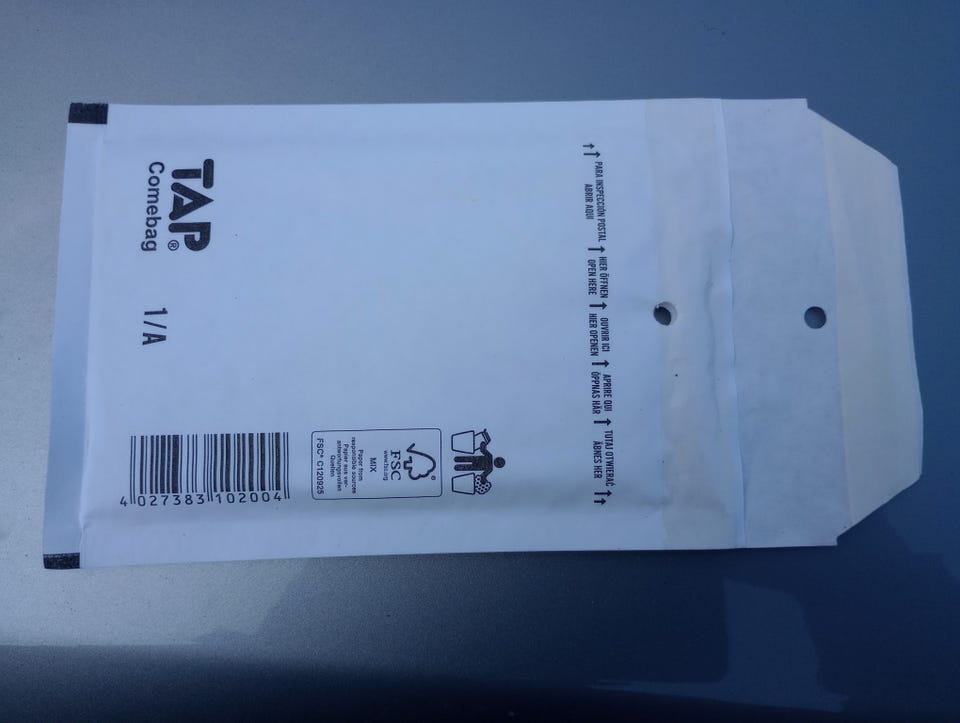 PARA INSPECCIÓN POSTAL HIER ÖFFNEN OUVRIR ICI APRIRE QUI TUTAJ OTWIERAĆ
ABRIR AQUI OPEN HERE HIER OPENEN ÖPPNAS HÄR ÅBNES HER
TAP®
Comebag
1/A
FSC
www.fsc.org
MIX
Paper from
responsible sources
Papier aus ver-
antwortungsvollen
Quellen
FSC® C120925
4 027383 102004